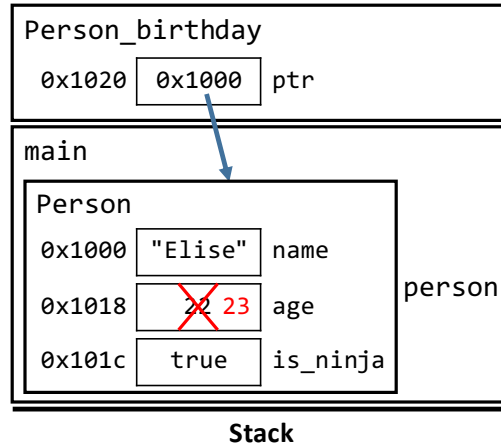 Person_birthday
0x1020 0x1000 ptr
main
Person
0x1000 "Elise" name
0x1018 22 23 age
person
0x101c true is_ninja
Stack